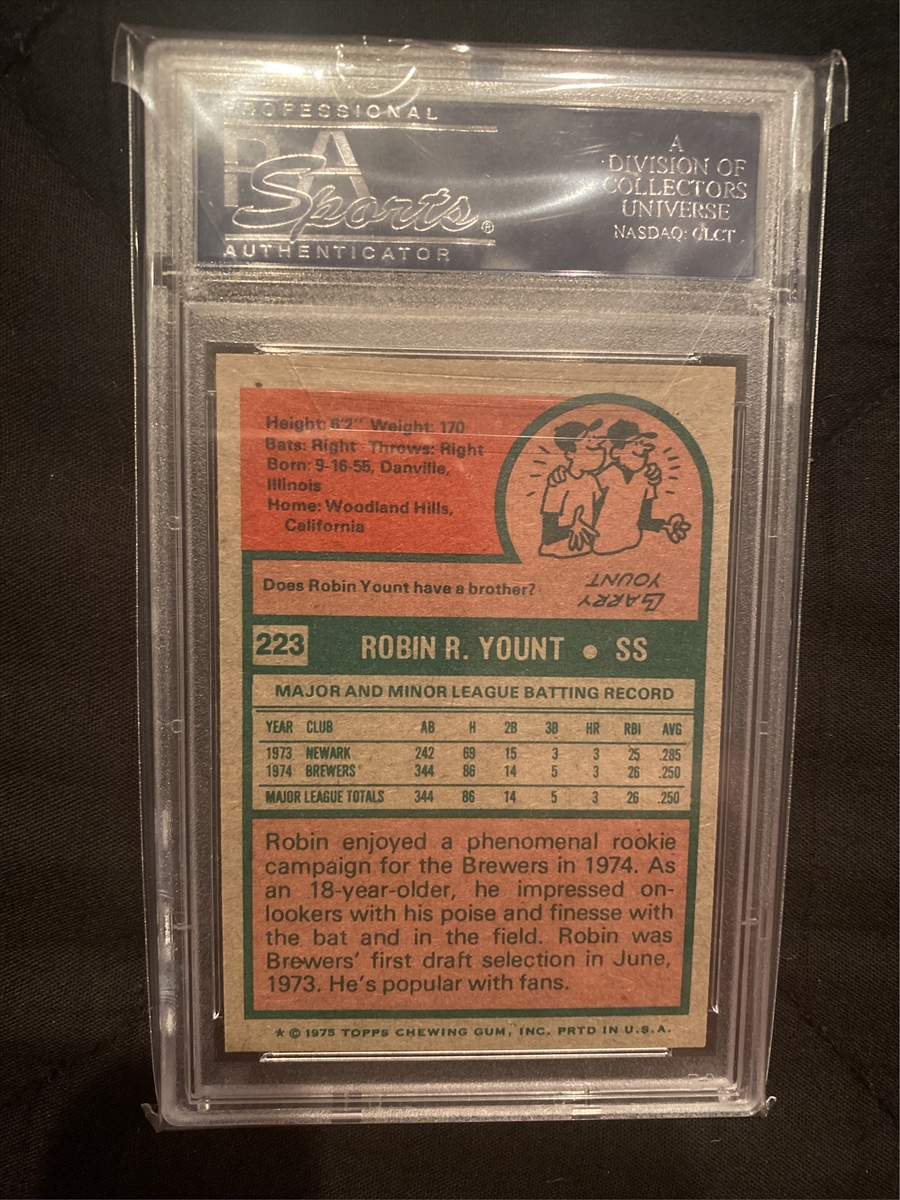 PROFESSIONAL
PSA
Sports®
AUTHENTICATOR
A
DIVISION OF
COLLECTORS
UNIVERSE
NASDAQ: CLCT
Height: 6'2" Weight: 170
Bats: Right Throws: Right
Born: 9-16-55, Danville,
Illinois
Home: Woodland Hills,
California
Does Robin Yount have a brother?
LARRY
YOUNT
223 ROBIN R. YOUNT • SS
MAJOR AND MINOR LEAGUE BATTING RECORD
YEAR CLUB AB H 2B 3B HR RBI AVG
1973 NEWARK 242 69 15 3 3 25 .285
1974 BREWERS 344 86 14 5 3 26 .250
MAJOR LEAGUE TOTALS 344 86 14 5 3 26 .250
Robin enjoyed a phenomenal rookie
campaign for the Brewers in 1974. As
an 18-year-older, he impressed on-
lookers with his poise and finesse with
the bat and in the field. Robin was
Brewers' first draft selection in June,
1973. He's popular with fans.
* © 1975 TOPPS CHEWING GUM, INC. PRTD IN U.S.A.